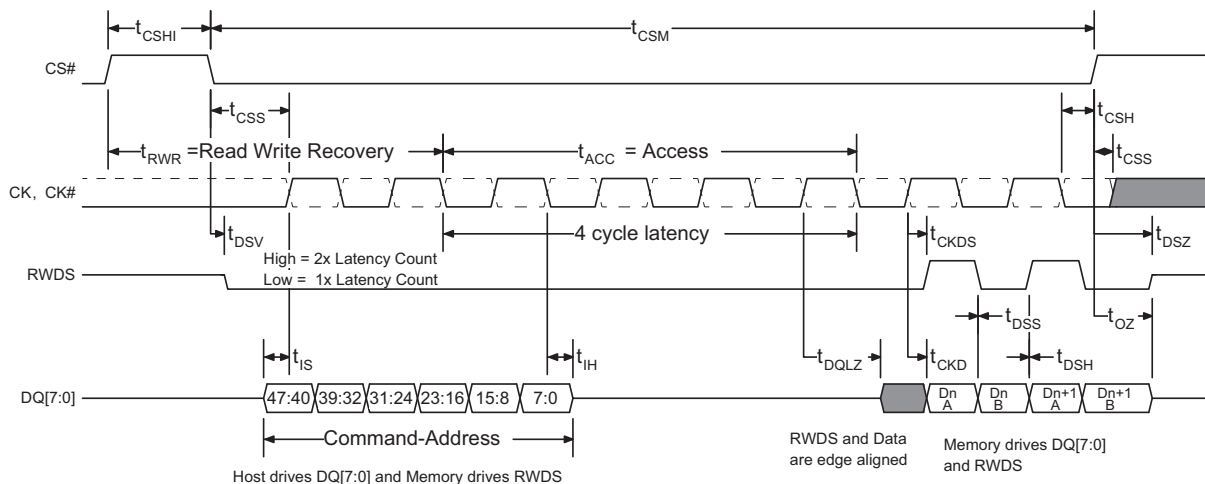 tCSHI
tCSM
CS#
tCSS
tCSH
tRWR =Read Write Recovery
tACC = Access
tCSS
CK, CK#
tDSV
4 cycle latency
tCKDS
tDSZ
High = 2x Latency Count
Low = 1x Latency Count
RWDS
tDSS
tOZ
tIS
tIH
tDQLZ
tCKD
tDSH
DQ[7:0]
47:40 39:32 31:24 23:16 15:8 7:0
Dn A
Dn B
Dn+1 A
Dn+1 B
Command-Address
RWDS and Data
are edge aligned
Memory drives DQ[7:0]
and RWDS
Host drives DQ[7:0] and Memory drives RWDS